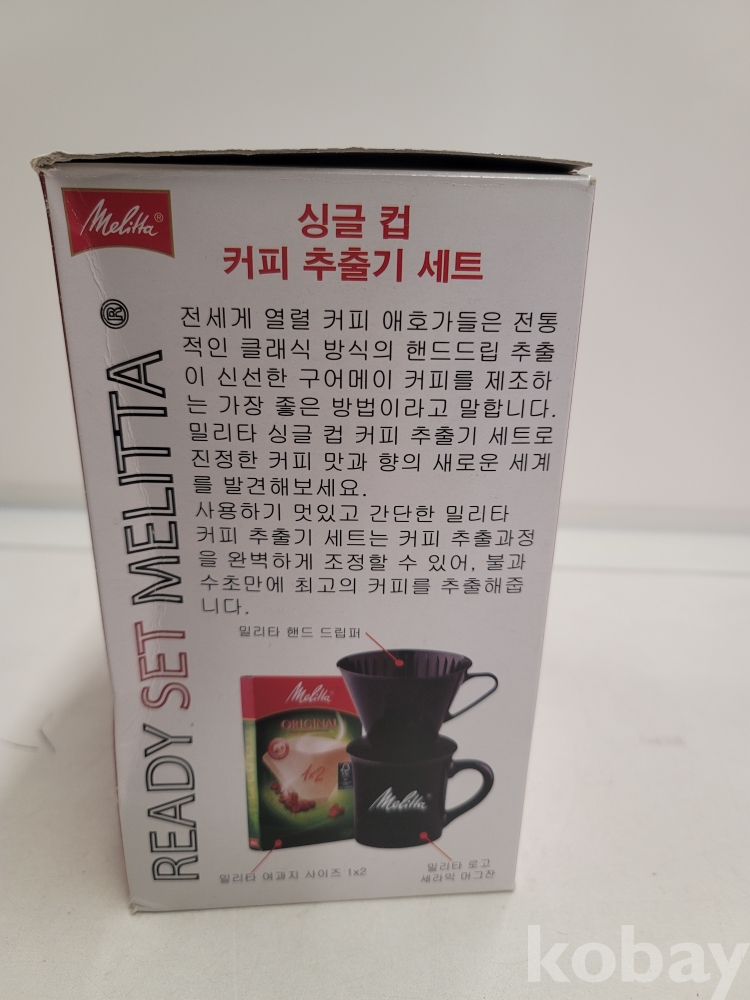 Melitta®
싱글 컵
커피 추출기 세트
READY SET MELITTA ®
전세게 열렬 커피 애호가들은 전통
적인 클래식 방식의 핸드드립 추출
이 신선한 구어메이 커피를 제조하
는 가장 좋은 방법이라고 말합니다.
밀리타 싱글 컵 커피 추출기 세트로
진정한 커피 맛과 향의 새로운 세계
를 발견해보세요.
사용하기 멋있고 간단한 밀리타
커피 추출기 세트는 커피 추출과정
을 완벽하게 조정할 수 있어, 불과
수초만에 최고의 커피를 추출해줍
니다.
밀리타 핸드 드립퍼
Melitta
ORIGINAL
1x2
Melitta
밀리타 여과지 사이즈 1x2
밀리타 로고
세라믹 머그잔
kobay